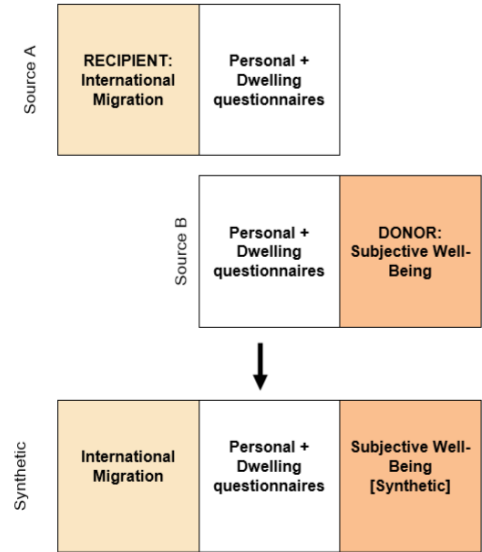 Source A
RECIPIENT:
International
Migration
Personal +
Dwelling
questionnaires
Source B
Personal +
Dwelling
questionnaires
DONOR:
Subjective Well-
Being
Synthetic
International
Migration
Personal +
Dwelling
questionnaires
Subjective Well-
Being
[Synthetic]